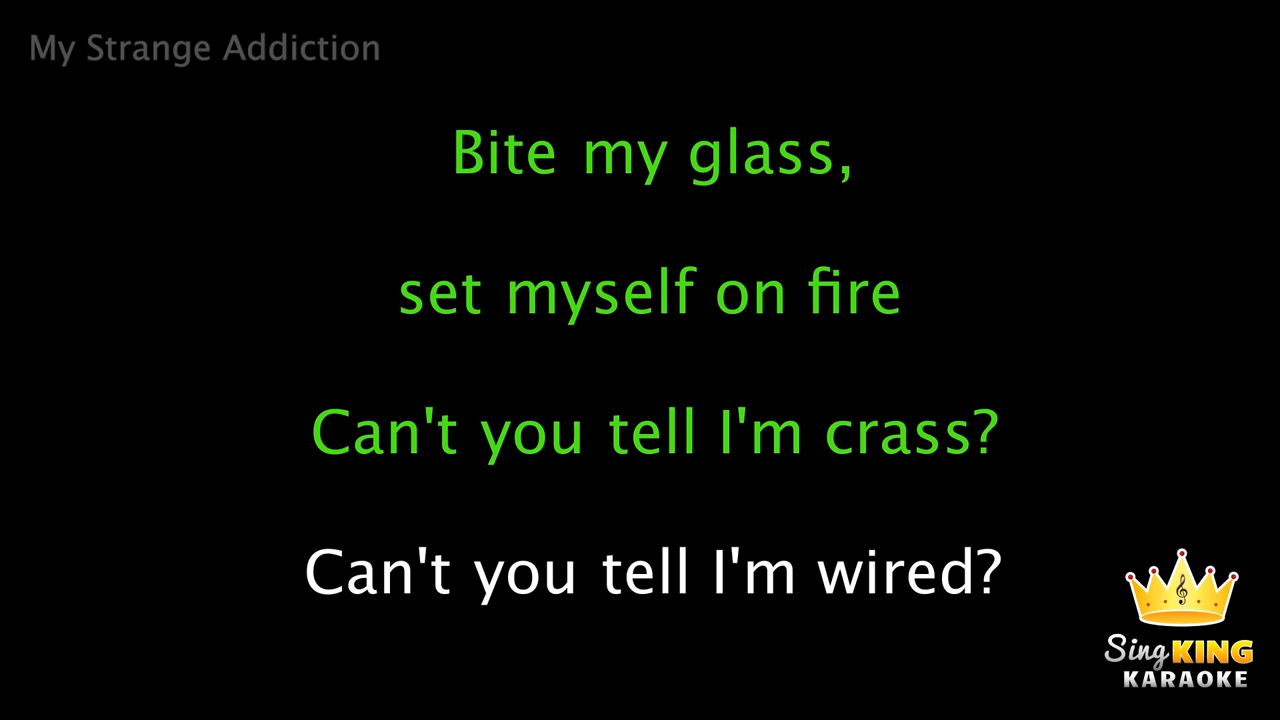 My Strange Addiction
Bite my glass,
set myself on fire
Can't you tell I'm crass?
Can't you tell I'm wired?
Sing KING
KARAOKE